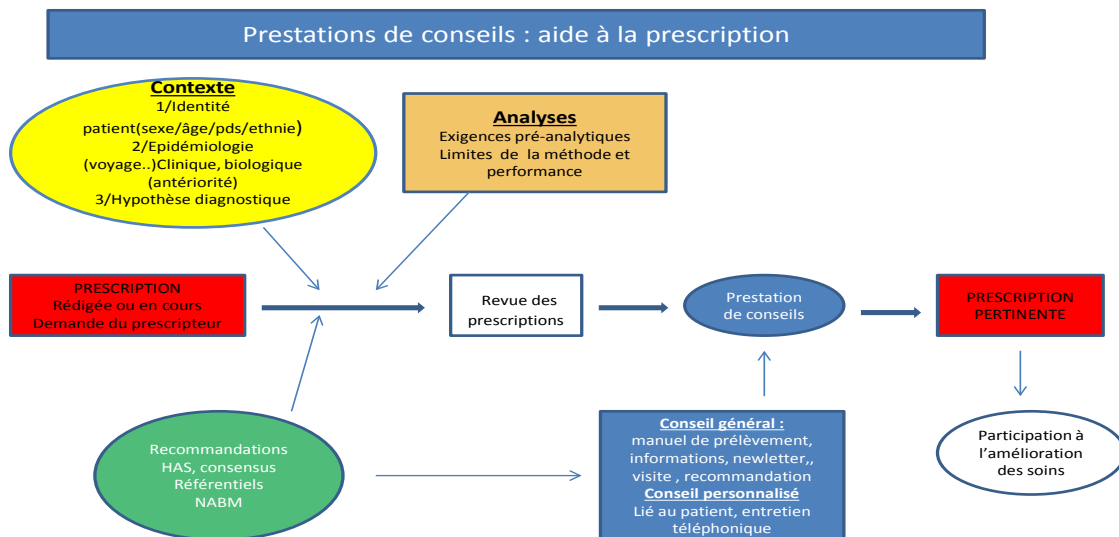 Prestations de conseils : aide à la prescription
Contexte
1/Identité
patient(sexe/âge/pds/ethnie)
2/Epidémiologie
(voyage..)Clinique, biologique
(antériorité)
3/Hypothèse diagnostique
Analyses
Exigences pré-analytiques
Limites de la méthode et
performance
PRESCRIPTION
Rédigée ou en cours
Demande du prescripteur
Revue des
prescriptions
Prestation
de conseils
PRESCRIPTION
PERTINENTE
Recommandations
HAS, consensus
Référentiels
NABM
Conseil général :
manuel de prélèvement,
informations, newletter,,
visite , recommandation
Conseil personnalisé
Lié au patient, entretien
téléphonique
Participation à
l'amélioration
des soins